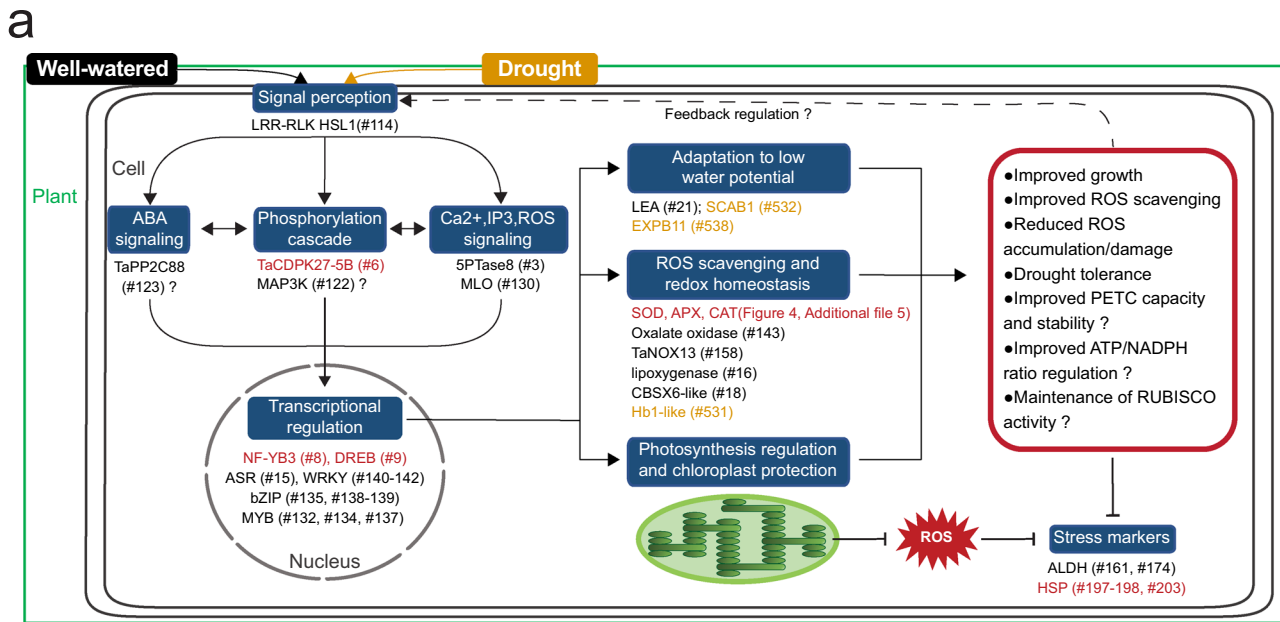 a
Well-watered
Drought
Signal perception
LRR-RLK HSL1(#114)
Feedback regulation ?
Cell
Plant
ABA
signaling
TaPP2C88
(#123) ?
Phosphorylation
cascade
TaCDPK27-5B (#6)
MAP3K (#122) ?
Ca2+,IP3,ROS
signaling
5PTase8 (#3)
MLO (#130)
Transcriptional
regulation
NF-YB3 (#8), DREB (#9)
ASR (#15), WRKY (#140-142)
bZIP (#135, #138-139)
MYB (#132, #134, #137)
Nucleus
Adaptation to low
water potential
LEA (#21); SCAB1 (#532)
EXPB11 (#538)
ROS scavenging and
redox homeostasis
SOD, APX, CAT(Figure 4, Additional file 5)
Oxalate oxidase (#143)
TaNOX13 (#158)
lipoxygenase (#16)
CBSX6-like (#18)
Hb1-like (#531)
Photosynthesis regulation
and chloroplast protection
●Improved growth
●Improved ROS scavenging
●Reduced ROS
accumulation/damage
●Drought tolerance
●Improved PETC capacity
and stability ?
●Improved ATP/NADPH
ratio regulation ?
●Maintenance of RUBISCO
activity ?
ROS
Stress markers
ALDH (#161, #174)
HSP (#197-198, #203)